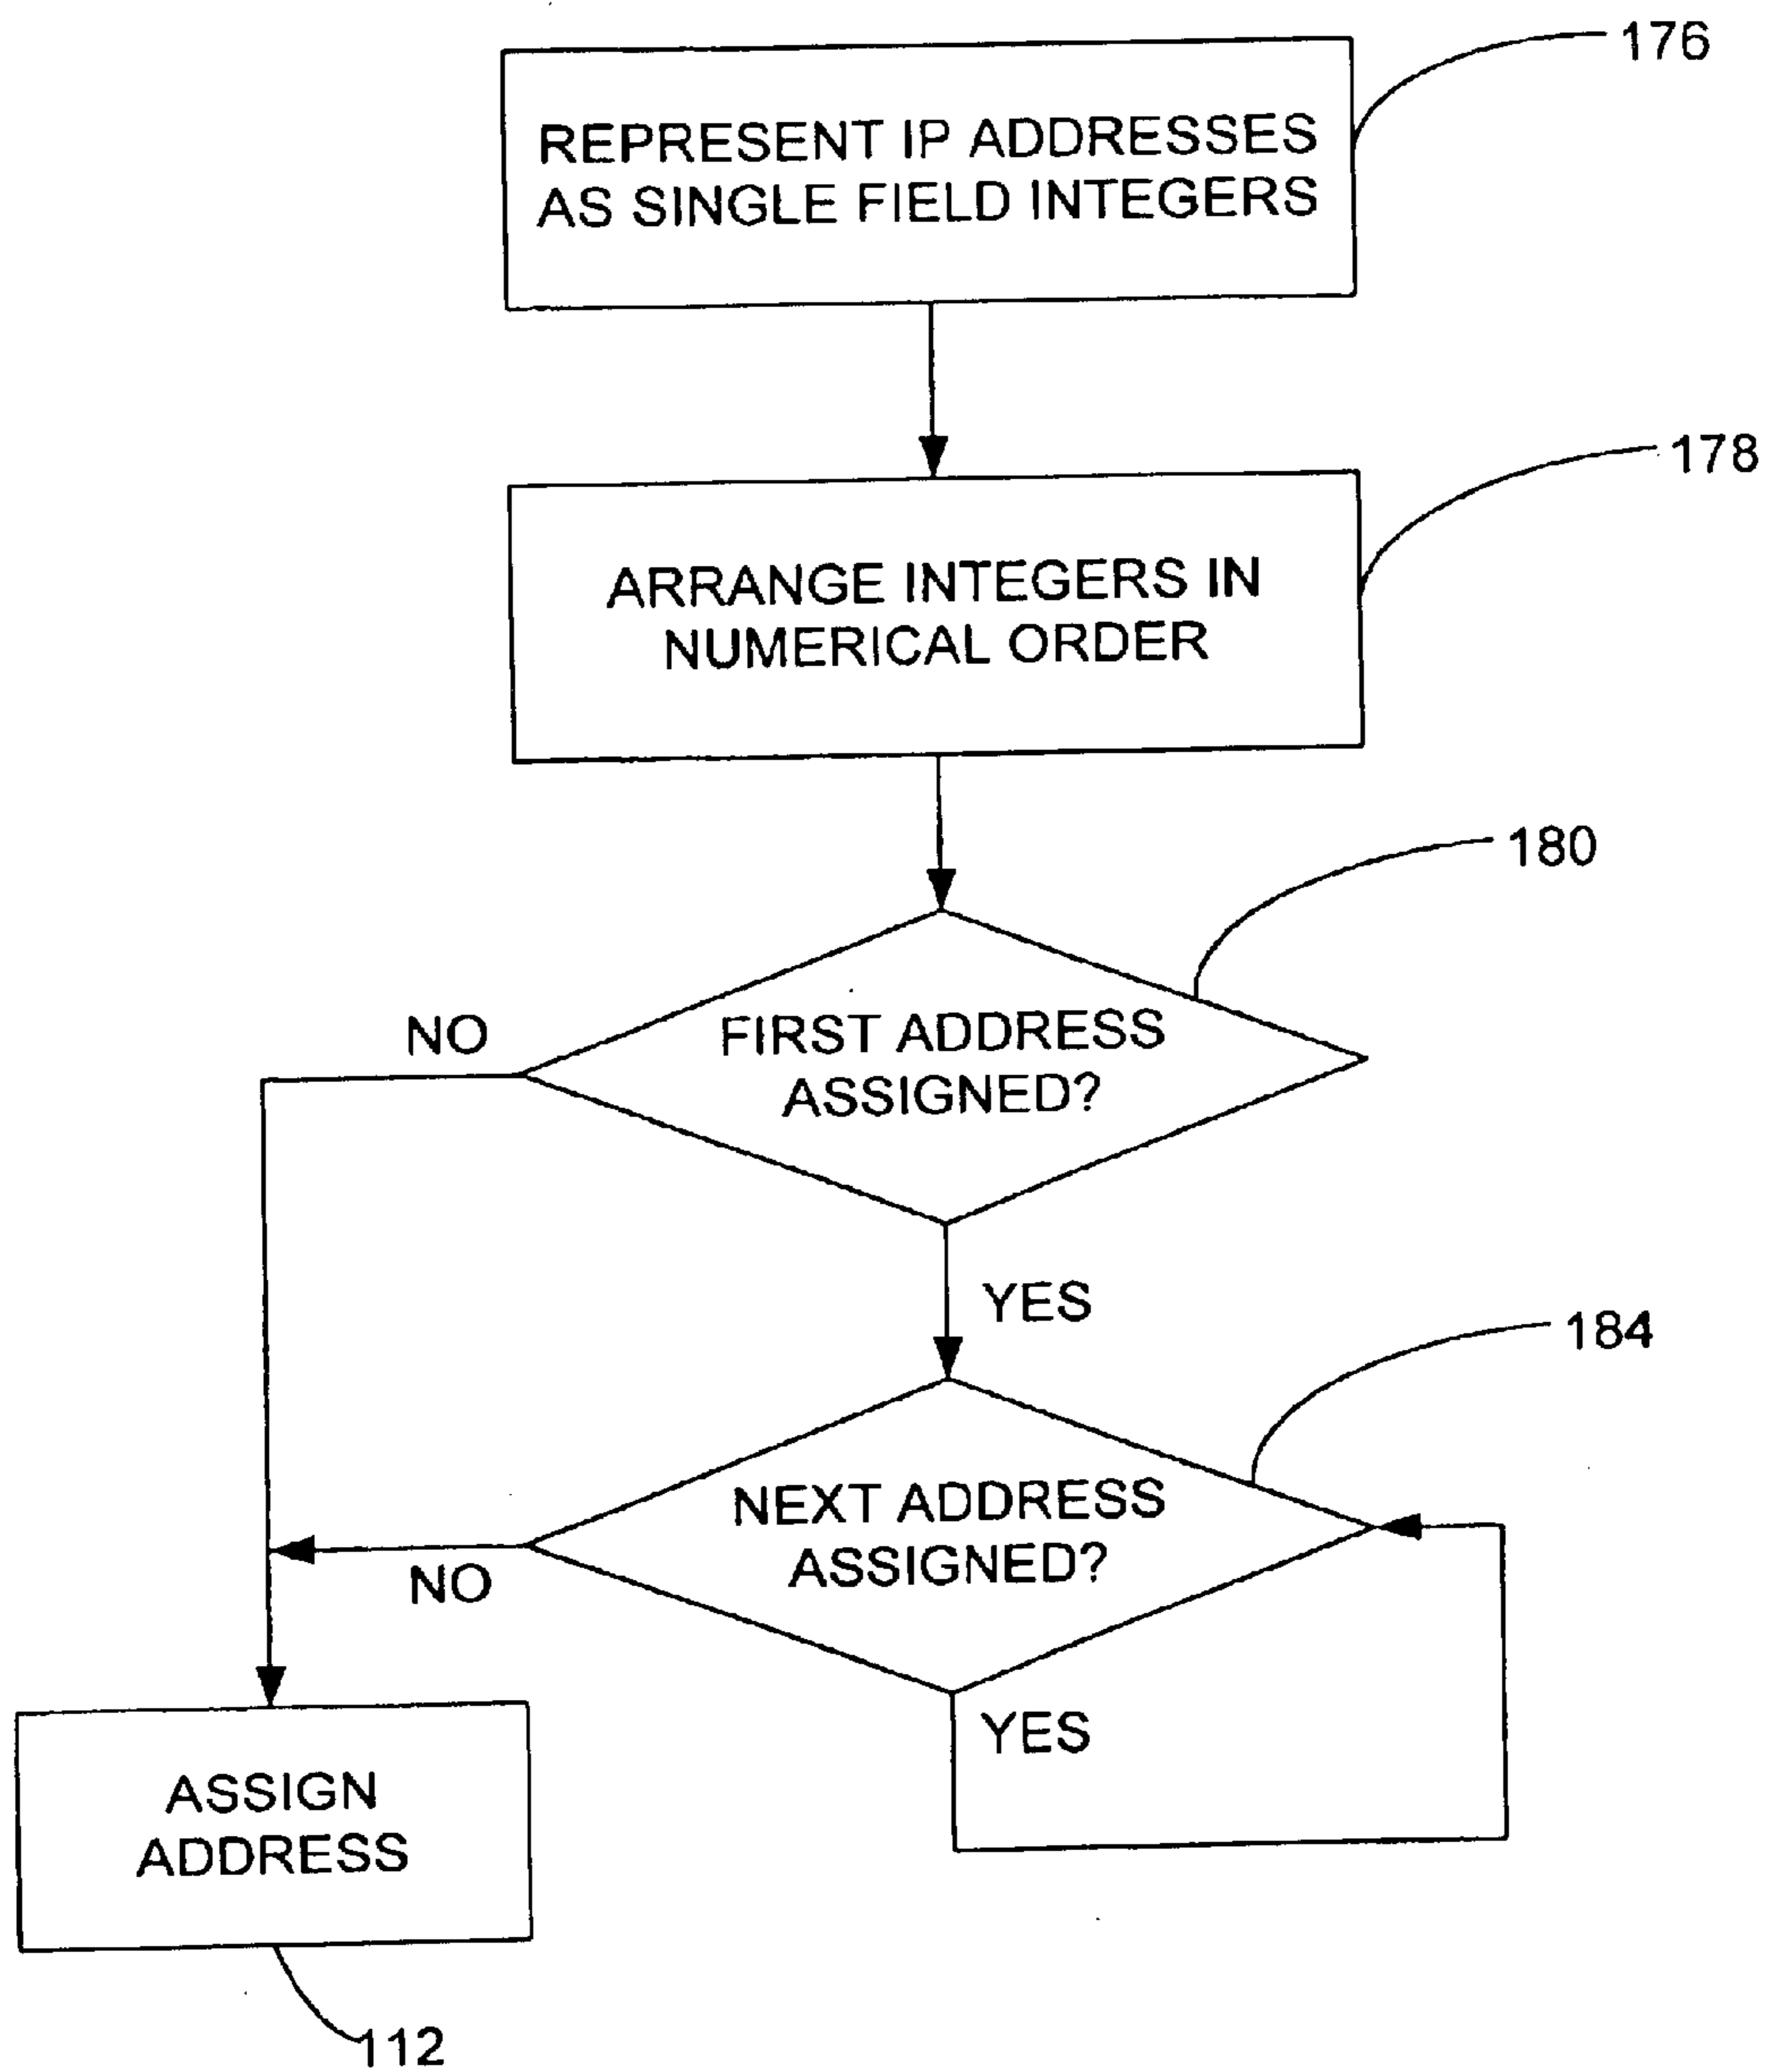 176
REPRESENT IP ADDRESSES
AS SINGLE FIELD INTEGERS
178
ARRANGE INTEGERS IN
NUMERICAL ORDER
180
NO
FIRST ADDRESS
ASSIGNED?
YES
184
NEXT ADDRESS
ASSIGNED?
NO
YES
ASSIGN
ADDRESS
112